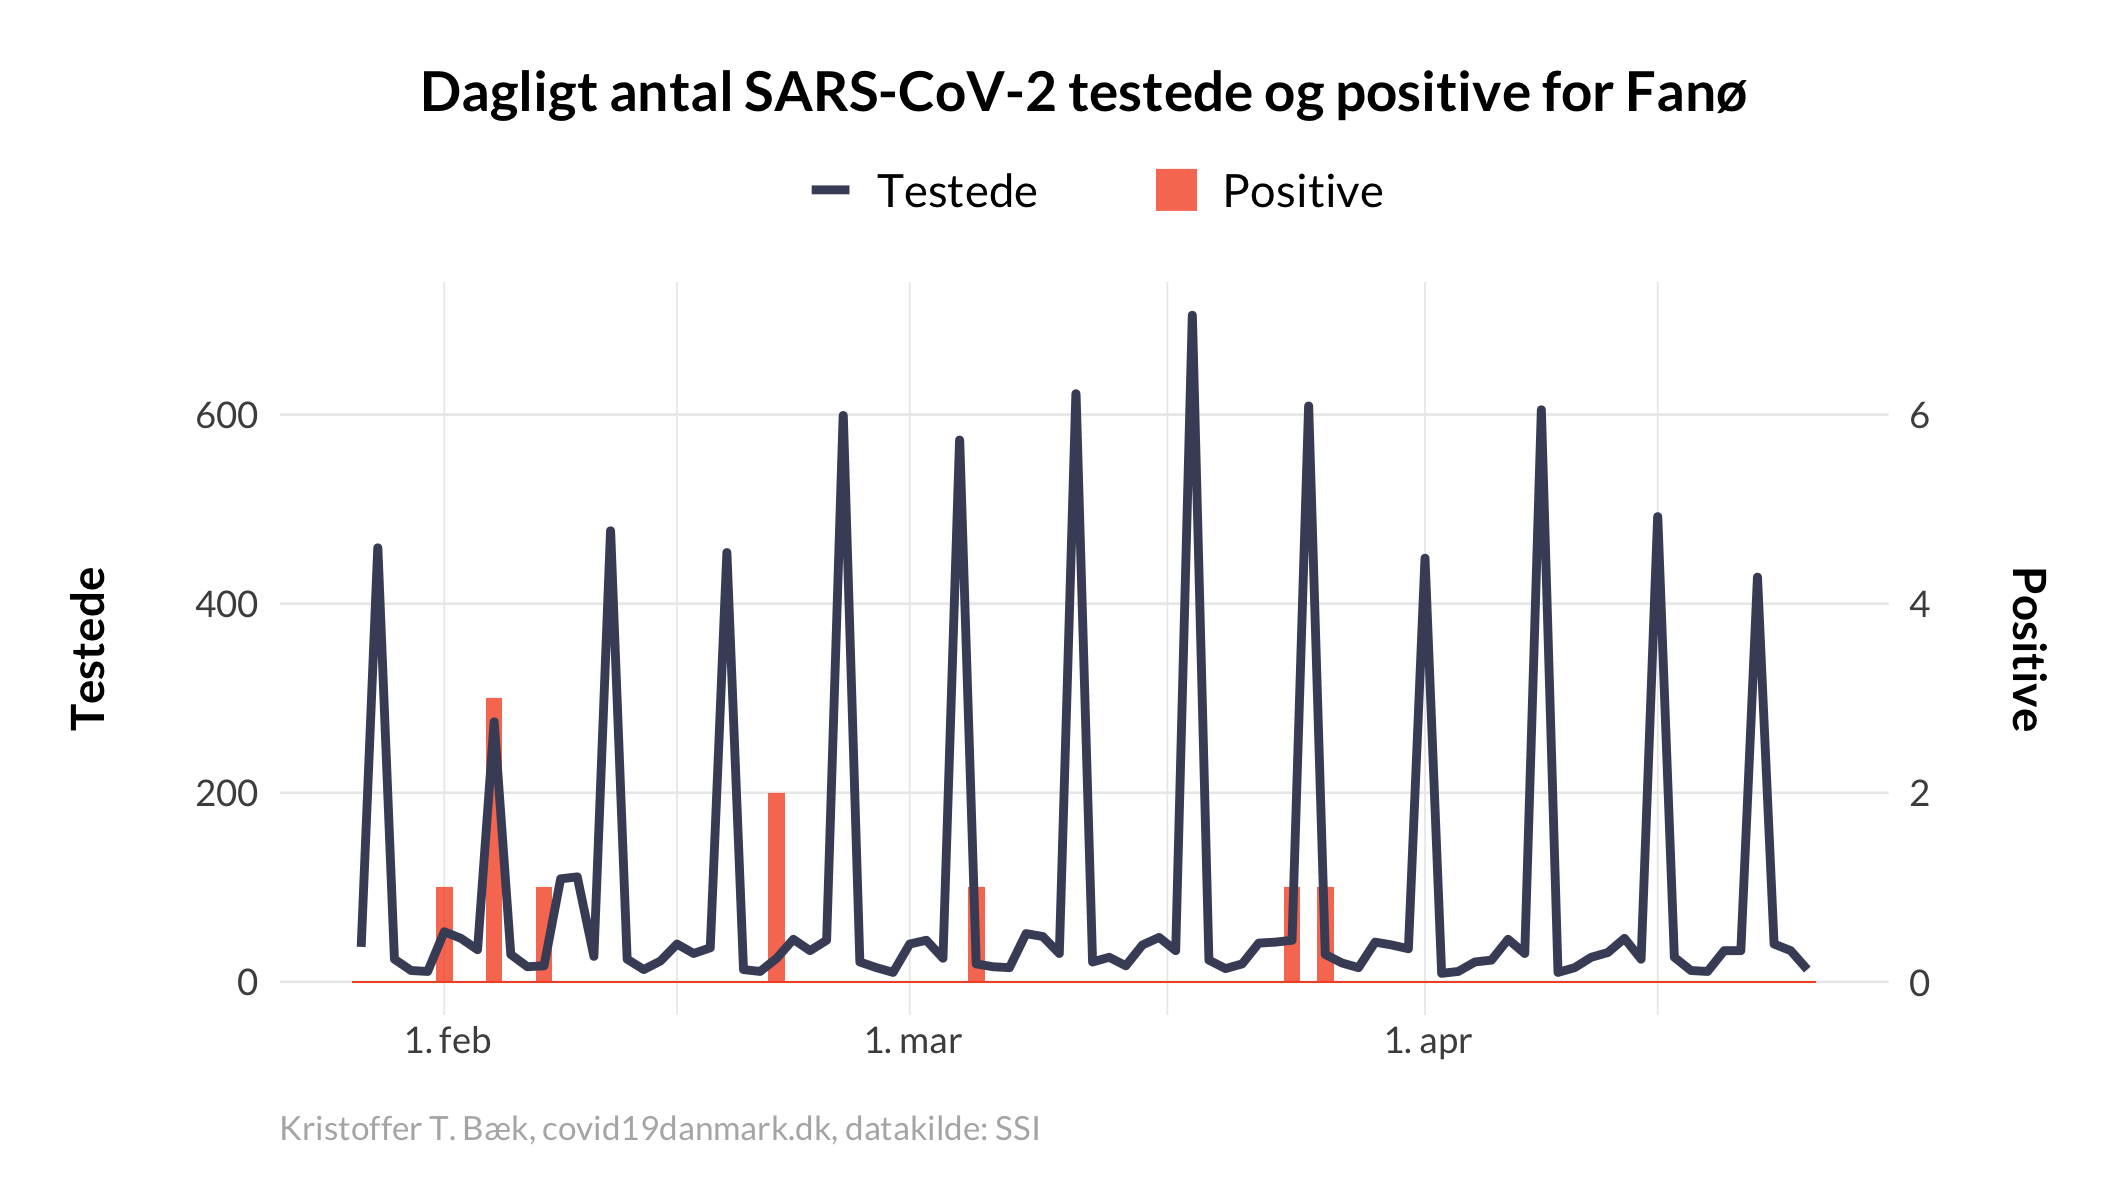 Dagligt antal SARS-CoV-2 testede og positive for Fanø
Testede
Positive
600
400
200
0
6
4
2
0
Testede
Positive
1. feb
1. mar
1. apr
Kristoffer T. Bæk, covid19danmark.dk, datakilde: SSI